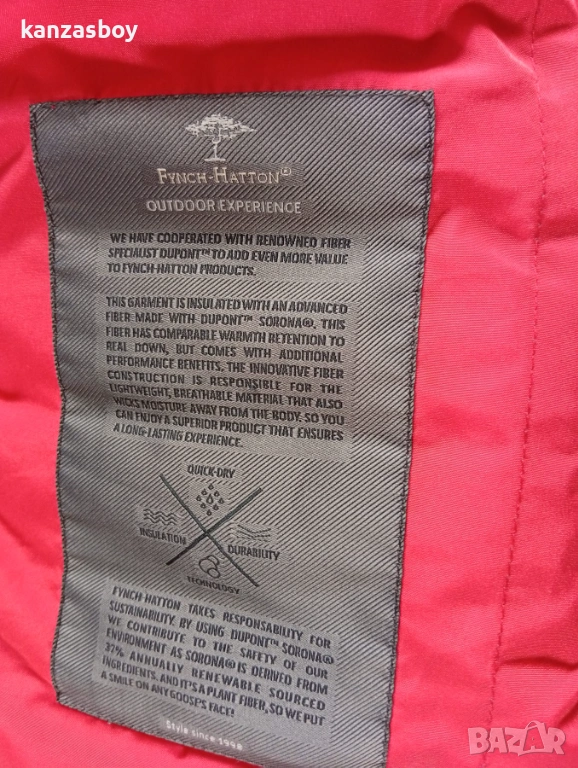 kanzasboy
FYNCH-HATTON®
OUTDOOR EXPERIENCE
WE HAVE COOPERATED WITH RENOWNED FIBER
SPECIALIST DUPONT™ TO ADD EVEN MORE VALUE
TO FYNCH-HATTON PRODUCTS.
THIS GARMENT IS INSULATED WITH AN ADVANCED
FIBER MADE WITH DUPONT™ SORONA®. THIS
FIBER HAS COMPARABLE WARMTH RETENTION TO
REAL DOWN, BUT COMES WITH ADDITIONAL
PERFORMANCE BENEFITS. THE INNOVATIVE FIBER
CONSTRUCTION IS RESPONSIBLE FOR THE
LIGHTWEIGHT, BREATHABLE MATERIAL THAT ALSO
WICKS MOISTURE AWAY FROM THE BODY, SO YOU
CAN ENJOY A SUPERIOR PRODUCT THAT ENSURES
A LONG-LASTING EXPERIENCE.
QUICK-DRY
INSULATION
DURABILITY
TECHNOLOGY
FYNCH-HATTON TAKES RESPONSABILITY FOR
SUSTAINABILITY. BY USING DUPONT™ SORONA®
WE CONTRIBUTE TO THE SAFETY OF OUR
ENVIRONMENT AS SORONA® IS DERIVED FROM
37% ANNUALLY RENEWABLE SOURCED
INGREDIENTS. AND IT'S A PLANT FIBER, SO WE PUT
A SMILE ON ANY GOOSE'S FACE!
Style since 1998
BAZAR